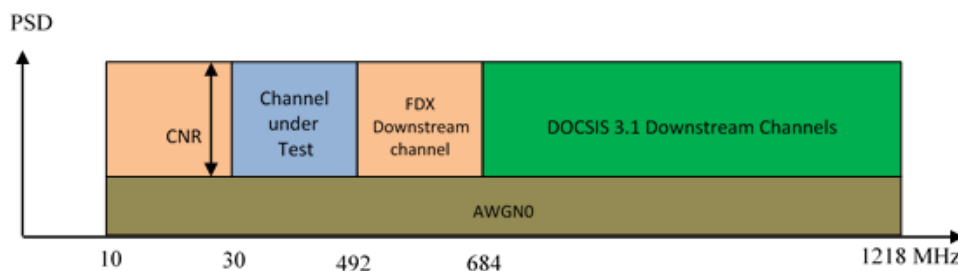 PSD
CNR
Channel
under
Test
FDX
Downstream
channel
DOCSIS 3.1 Downstream Channels
AWGN0
10
30
492
684
1218 MHz